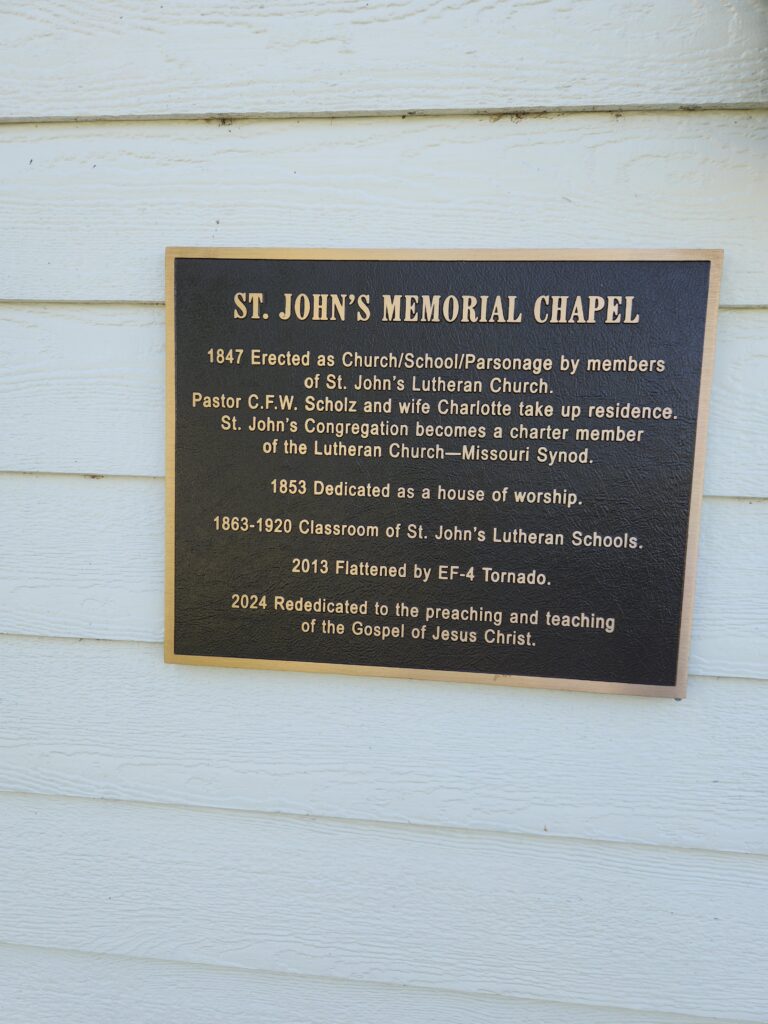 ST. JOHN'S MEMORIAL CHAPEL
1847 Erected as Church/School/Parsonage by members
of St. John's Lutheran Church.
Pastor C.F.W. Scholz and wife Charlotte take up residence.
St. John's Congregation becomes a charter member
of the Lutheran Church—Missouri Synod.
1853 Dedicated as a house of worship.
1863-1920 Classroom of St. John's Lutheran Schools.
2013 Flattened by EF-4 Tornado.
2024 Rededicated to the preaching and teaching
of the Gospel of Jesus Christ.